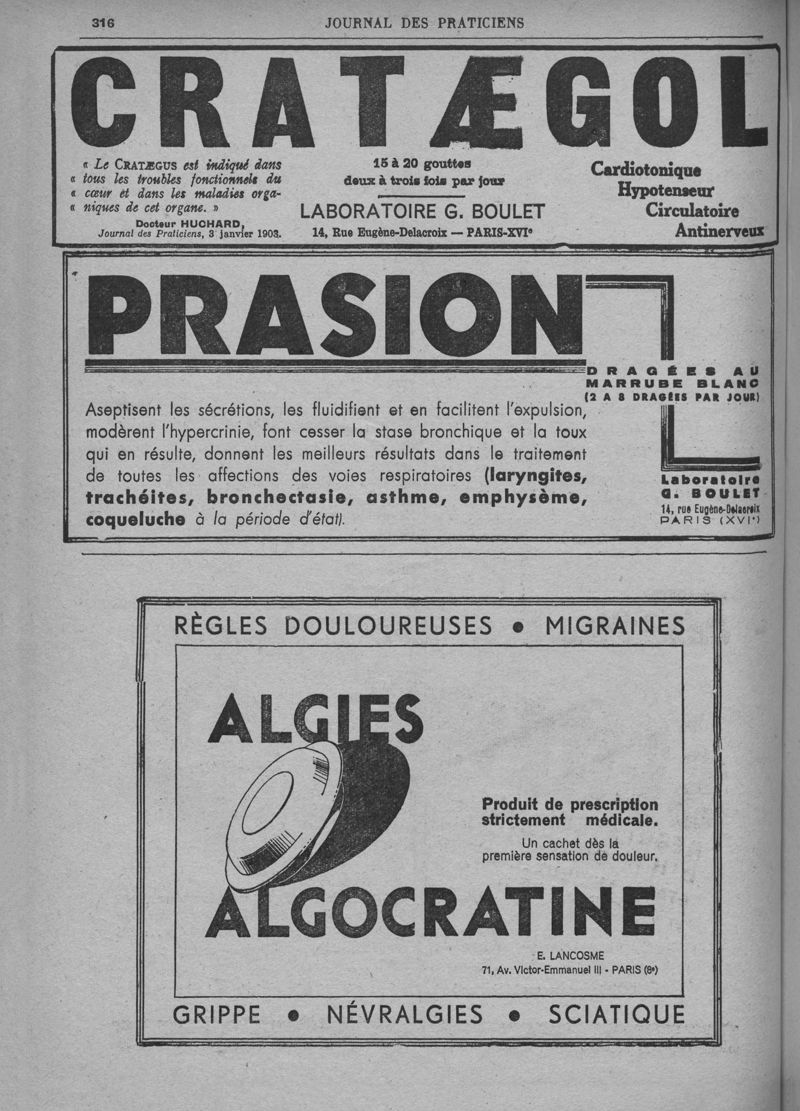 316
JOURNAL DES PRATICIENS
CRATÆGOL
« Le CRATÆGUS est indiqué dans
« tous les troubles fonctionnels du
« cœur et dans les maladies orga-
« niques de cet organe. »
Docteur HUCHARD,
Journal des Praticiens, 3 janvier 1903.
15 à 20 gouttes
deux à trois fois par jour
LABORATOIRE G. BOULET
14, Rue Eugène-Delacroix — PARIS-XVIᵉ
Cardiotonique
Hypotenseur
Circulatoire
Antinerveux
PRASION
DRAGÉES AU
MARRUBE BLANC
(2 A 8 DRAGÉES PAR JOUR)
Aseptisent les sécrétions, les fluidifient et en facilitent l'expulsion,
modèrent l'hypercrinie, font cesser la stase bronchique et la toux
qui en résulte, donnent les meilleurs résultats dans le traitement
de toutes les affections des voies respiratoires (laryngites,
trachéites, bronchectasie, asthme, emphysème,
coqueluche à la période d'état).
Laboratoire
G. BOULET
14, rue Eugène-Delacroix
PARIS (XVIᵉ)
RÈGLES DOULOUREUSES • MIGRAINES
ALGIES
Produit de prescription
strictement médicale.
Un cachet dès la
première sensation de douleur.
ALGOCRATINE
E. LANCOSME
71, Av. Victor-Emmanuel III - PARIS (8ᵉ)
GRIPPE • NÉVRALGIES • SCIATIQUE